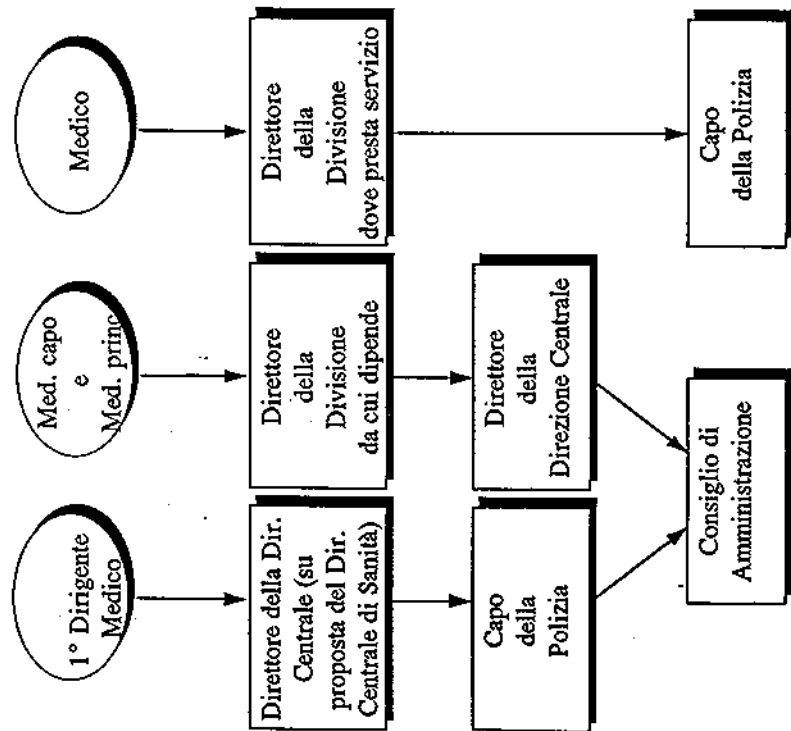 1° Dirigente
Medico
Direttore della Dir.
Centrale (su
proposta del Dir.
Centrale di Sanità)
Capo
della
Polizia
Med. capo
e
Med. princ.
Direttore
della
Divisione
da cui dipende
Direttore
della
Direzione Centrale
Consiglio di
Amministrazione
Medico
Direttore
della
Divisione
dove presta servizio
Capo
della Polizia